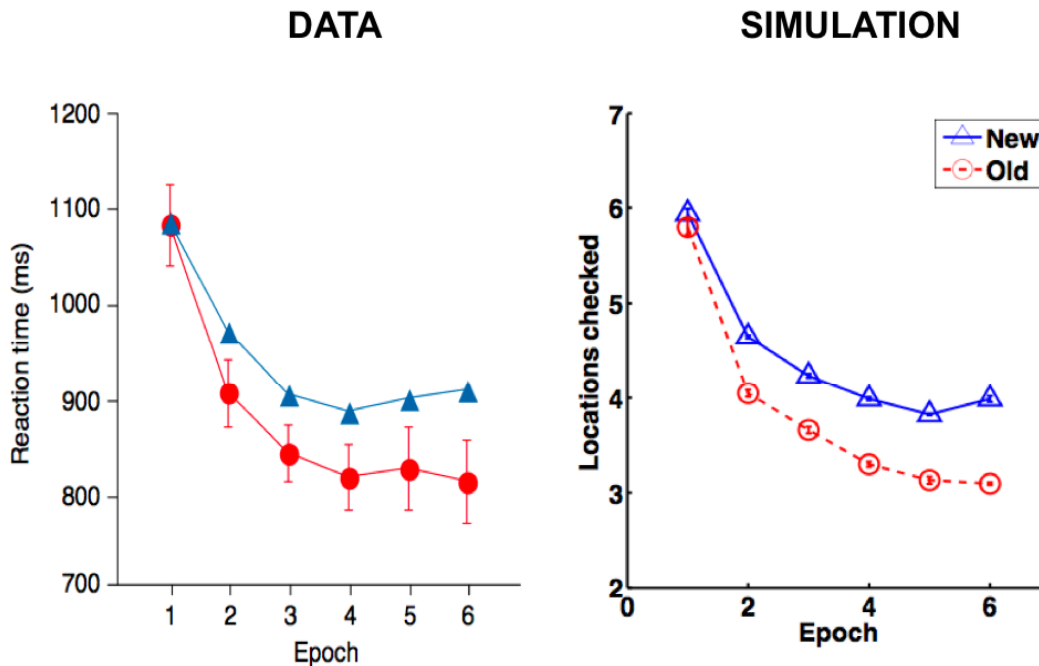 DATA
SIMULATION
1200
1100
1000
900
800
700
Reaction time (ms)
1 2 3 4 5 6
Epoch
7
6
5
4
3
2
Locations checked
0 2 4 6
Epoch
New
Old